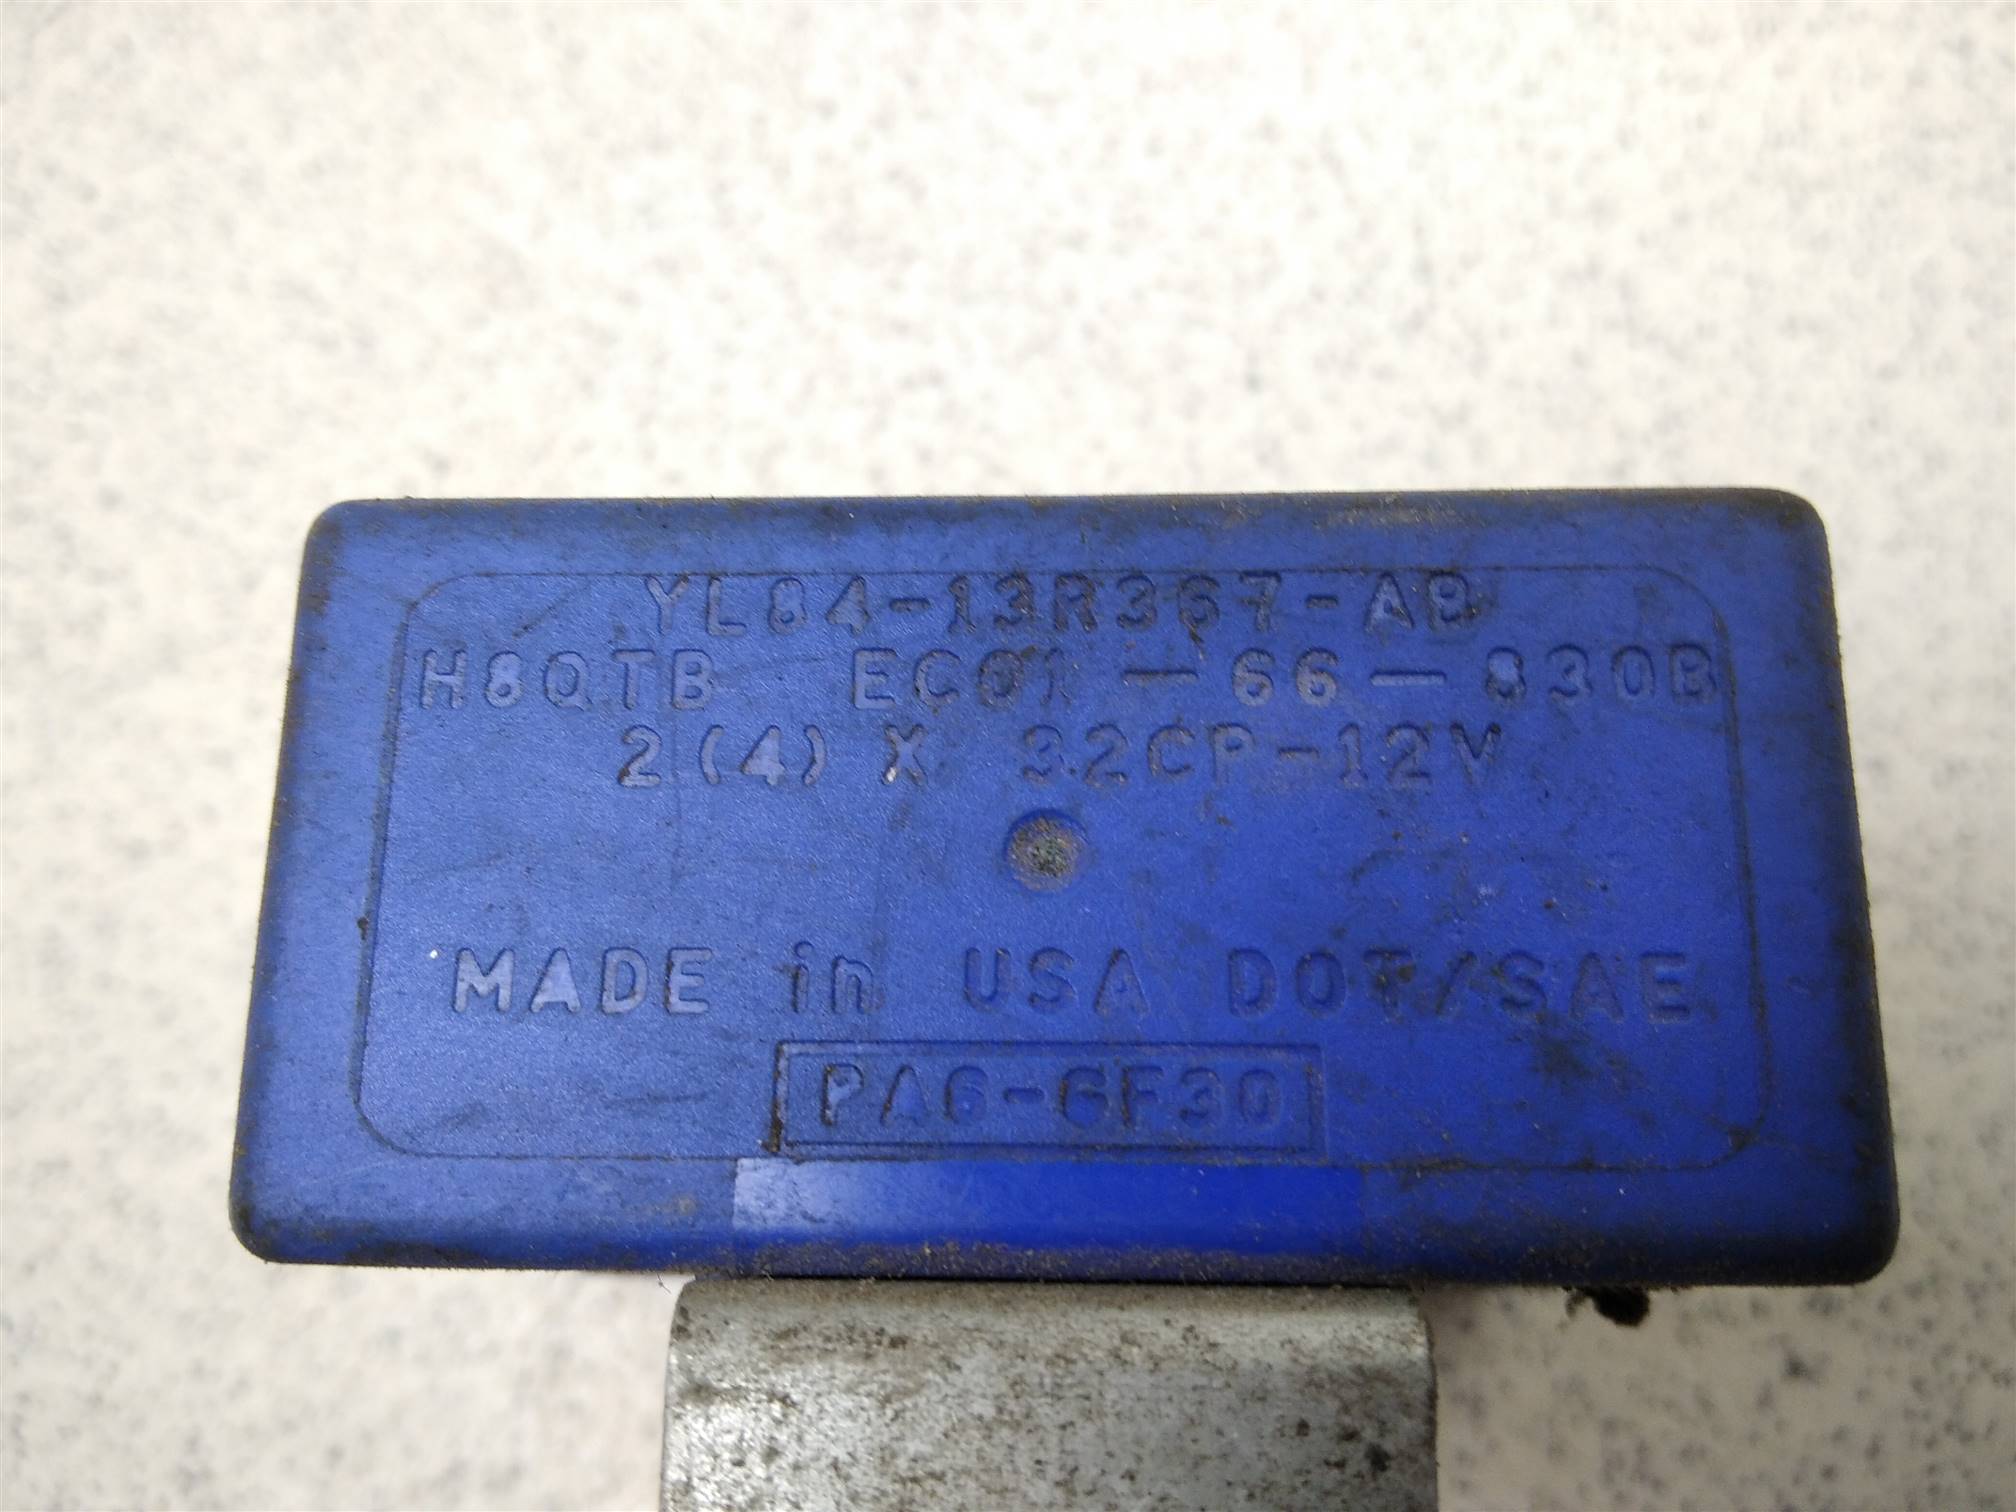 YL84-13R367-AB
H8QTB EC01-66-830B
2(4) X 32CP-12V
MADE in USA DOT/SAE
PA6-GF30